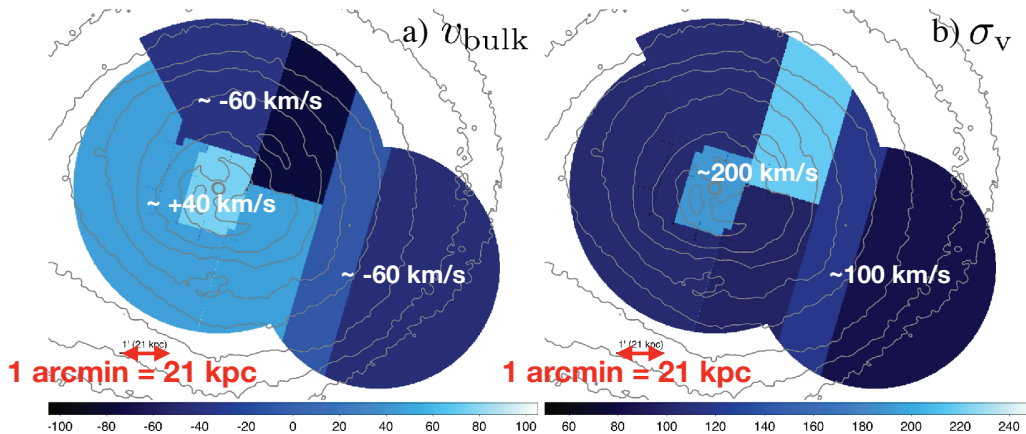 a) v_bulk
~ -60 km/s
~ +40 km/s
~ -60 km/s
1' (21 kpc)
1 arcmin = 21 kpc
-100 -80 -60 -40 -20 0 20 40 60 80 100
b) σ_v
~200 km/s
~100 km/s
1' (21 kpc)
1 arcmin = 21 kpc
60 80 100 120 140 160 180 200 220 240